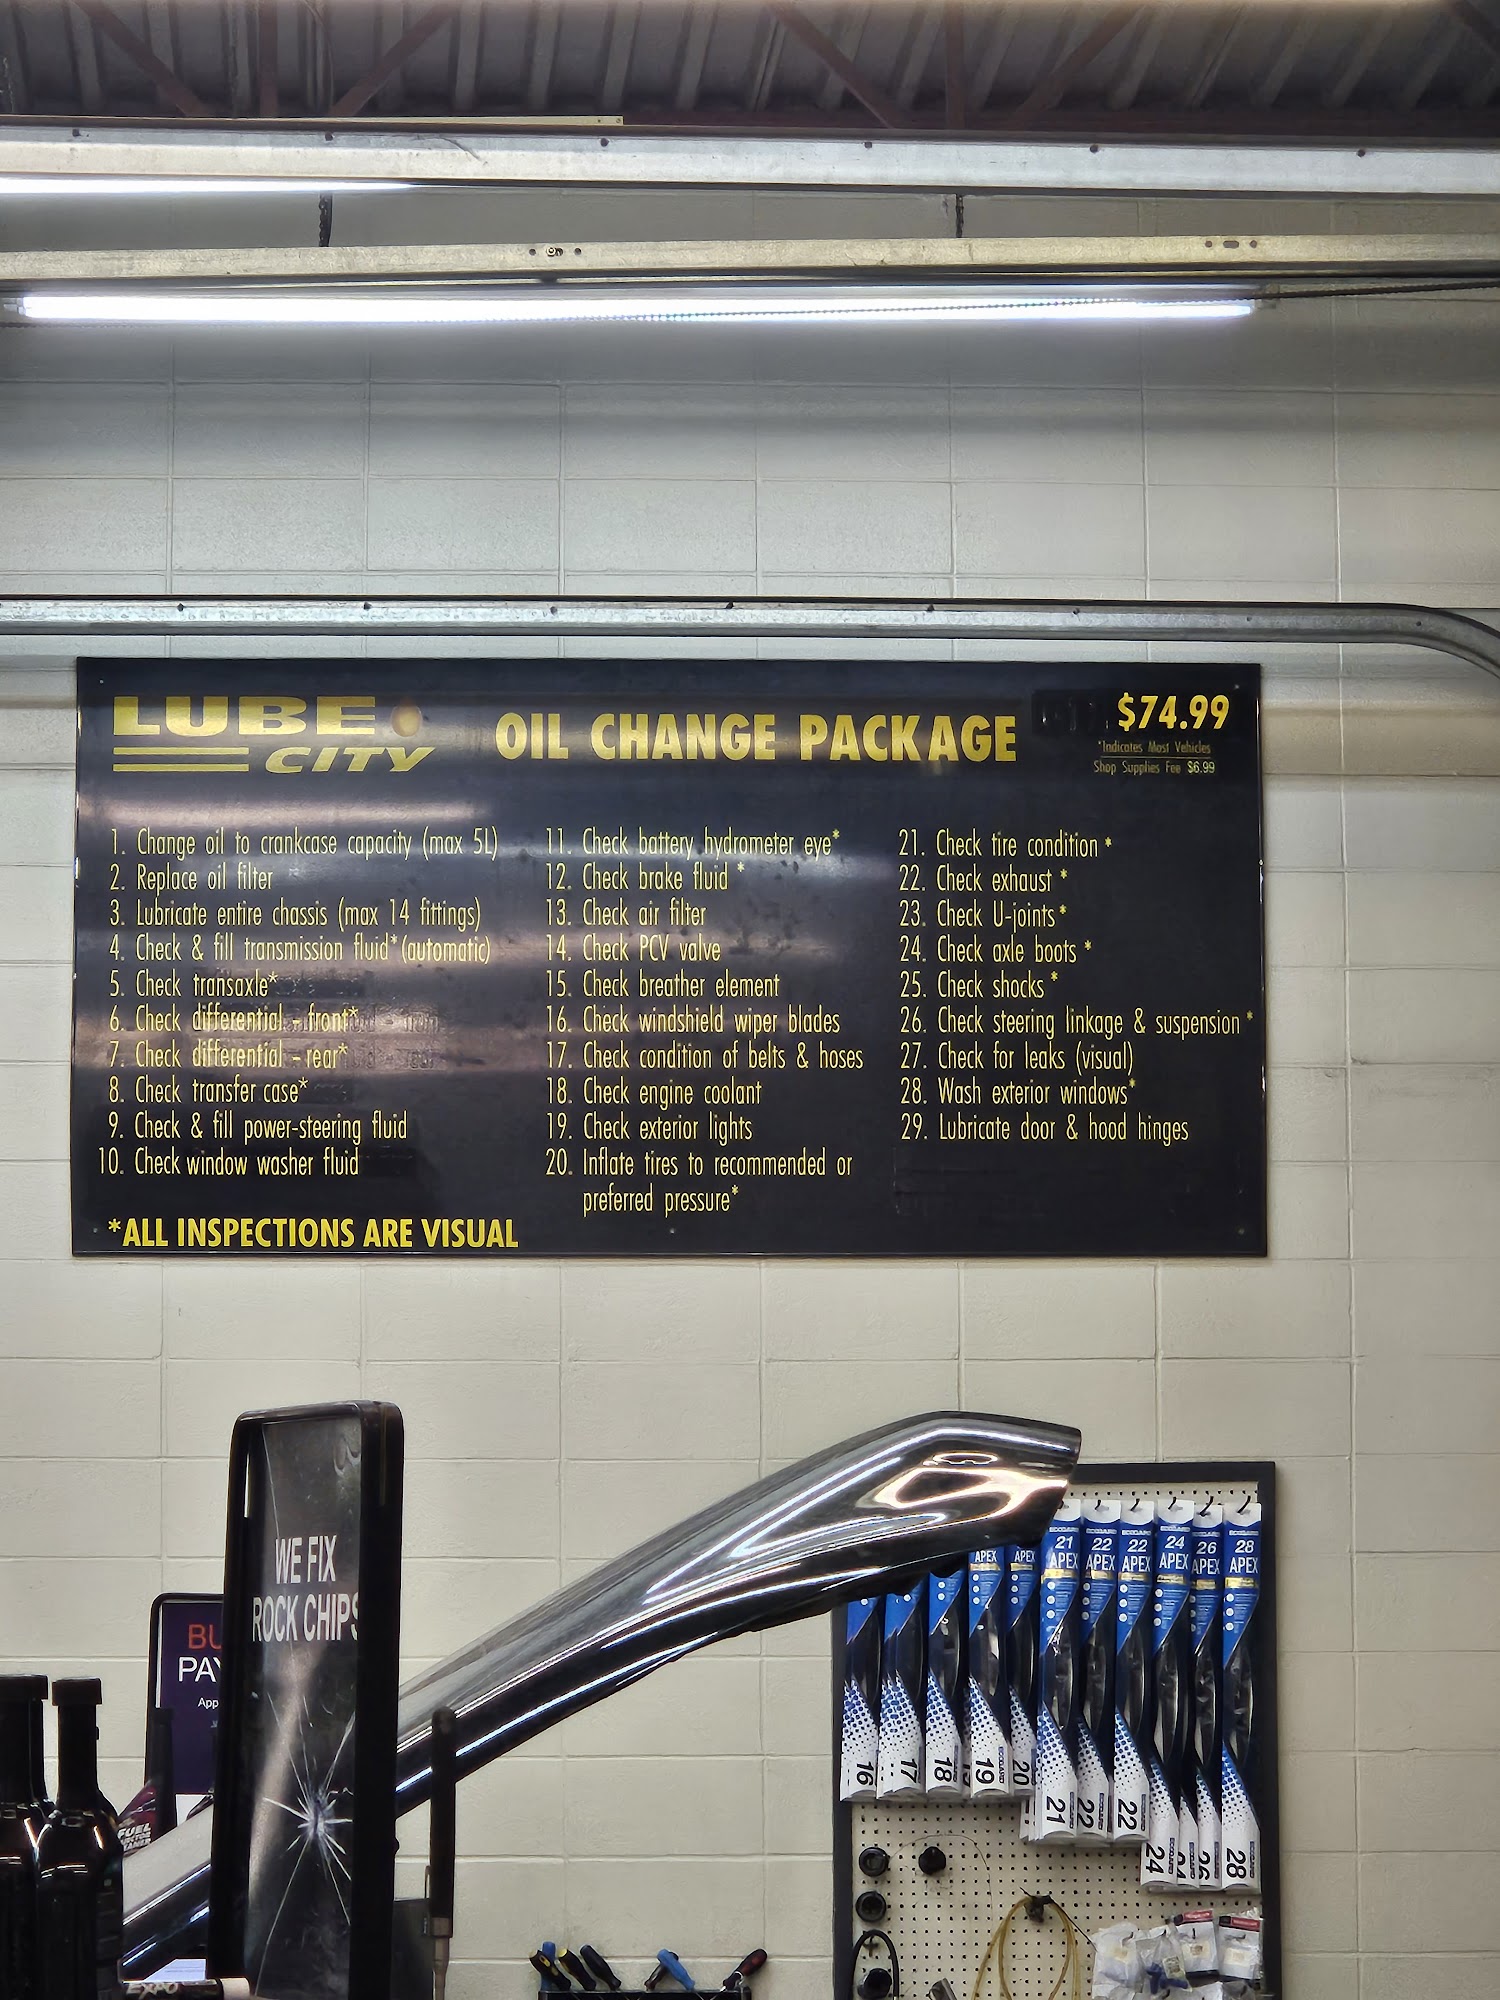 LUBE CITY
OIL CHANGE PACKAGE
$74.99
*Indicates Most Vehicles
Shop Supplies Fee $6.99
1. Change oil to crankcase capacity (max 5L)
2. Replace oil filter
3. Lubricate entire chassis (max 14 fittings)
4. Check & fill transmission fluid* (automatic)
5. Check transaxle*
6. Check differential - front*
7. Check differential - rear*
8. Check transfer case*
9. Check & fill power-steering fluid
10. Check window washer fluid
11. Check battery hydrometer eye*
12. Check brake fluid *
13. Check air filter
14. Check PCV valve
15. Check breather element
16. Check windshield wiper blades
17. Check condition of belts & hoses
18. Check engine coolant
19. Check exterior lights
20. Inflate tires to recommended or
preferred pressure*
21. Check tire condition *
22. Check exhaust *
23. Check U-joints *
24. Check axle boots *
25. Check shocks *
26. Check steering linkage & suspension *
27. Check for leaks (visual)
28. Wash exterior windows*
29. Lubricate door & hood hinges
*ALL INSPECTIONS ARE VISUAL
WE FIX
ROCK CHIPS
BU
PAY
App
FUEL
EXPO
21 22 22 24 26 28
APEX APEX APEX APEX APEX APEX APEX APEX
16 17 18 19 20 21 22 22 24 26 28